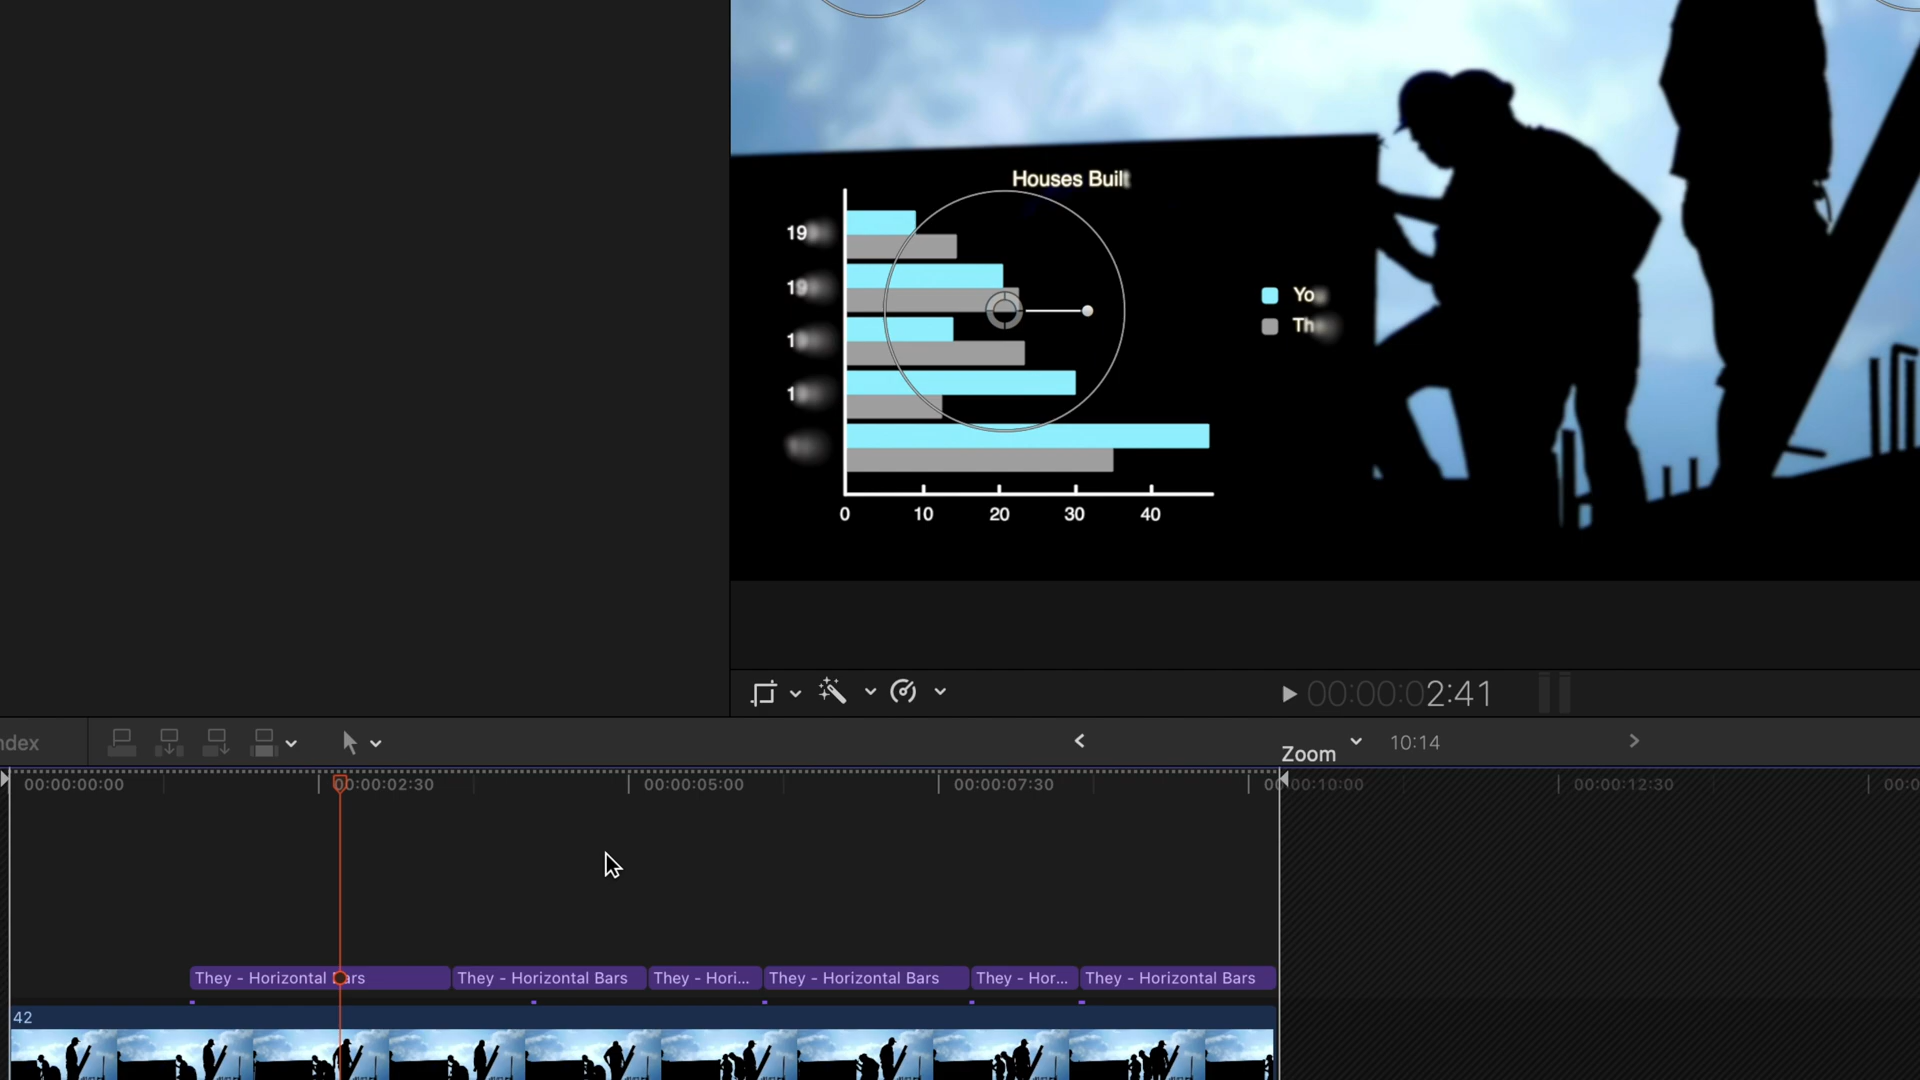 Houses Built
19
19
1
1
Yo
Th
0 10 20 30 40
00:00:02:41
ndex
Zoom
10:14
00:00:00:00
00:00:02:30
00:00:05:00
00:00:07:30
00:00:10:00
00:00:12:30
00:0
They - Horizontal Bars
They - Horizontal Bars
They - Hori...
They - Horizontal Bars
They - Hor...
They - Horizontal Bars
42